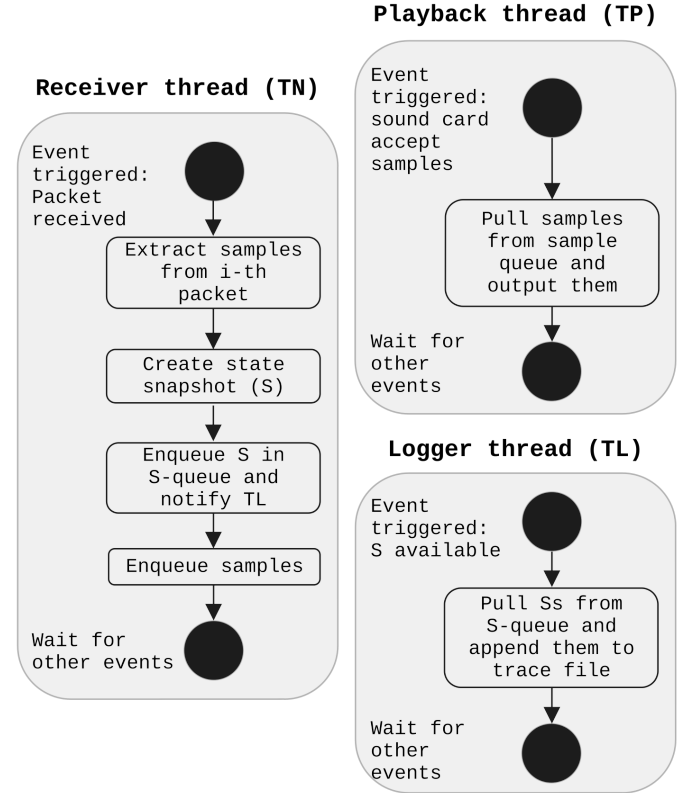 Receiver thread (TN)
Event
triggered:
Packet
received
Extract samples
from i-th
packet
Create state
snapshot (S)
Enqueue S in
S-queue and
notify TL
Enqueue samples
Wait for
other events
Playback thread (TP)
Event
triggered:
sound card
accept
samples
Pull samples
from sample
queue and
output them
Wait for
other
events
Logger thread (TL)
Event
triggered:
S available
Pull Ss from
S-queue and
append them to
trace file
Wait for
other
events